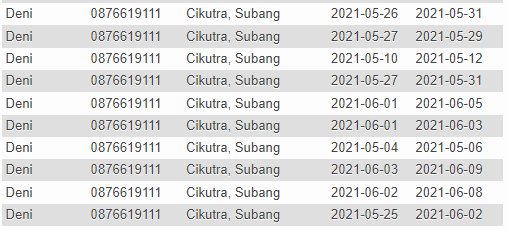 Deni 0876619111 Cikutra, Subang 2021-05-26 2021-05-31
Deni 0876619111 Cikutra, Subang 2021-05-27 2021-05-29
Deni 0876619111 Cikutra, Subang 2021-05-10 2021-05-12
Deni 0876619111 Cikutra, Subang 2021-05-27 2021-05-31
Deni 0876619111 Cikutra, Subang 2021-06-01 2021-06-05
Deni 0876619111 Cikutra, Subang 2021-06-01 2021-06-03
Deni 0876619111 Cikutra, Subang 2021-05-04 2021-05-06
Deni 0876619111 Cikutra, Subang 2021-06-03 2021-06-09
Deni 0876619111 Cikutra, Subang 2021-06-02 2021-06-08
Deni 0876619111 Cikutra, Subang 2021-05-25 2021-06-02